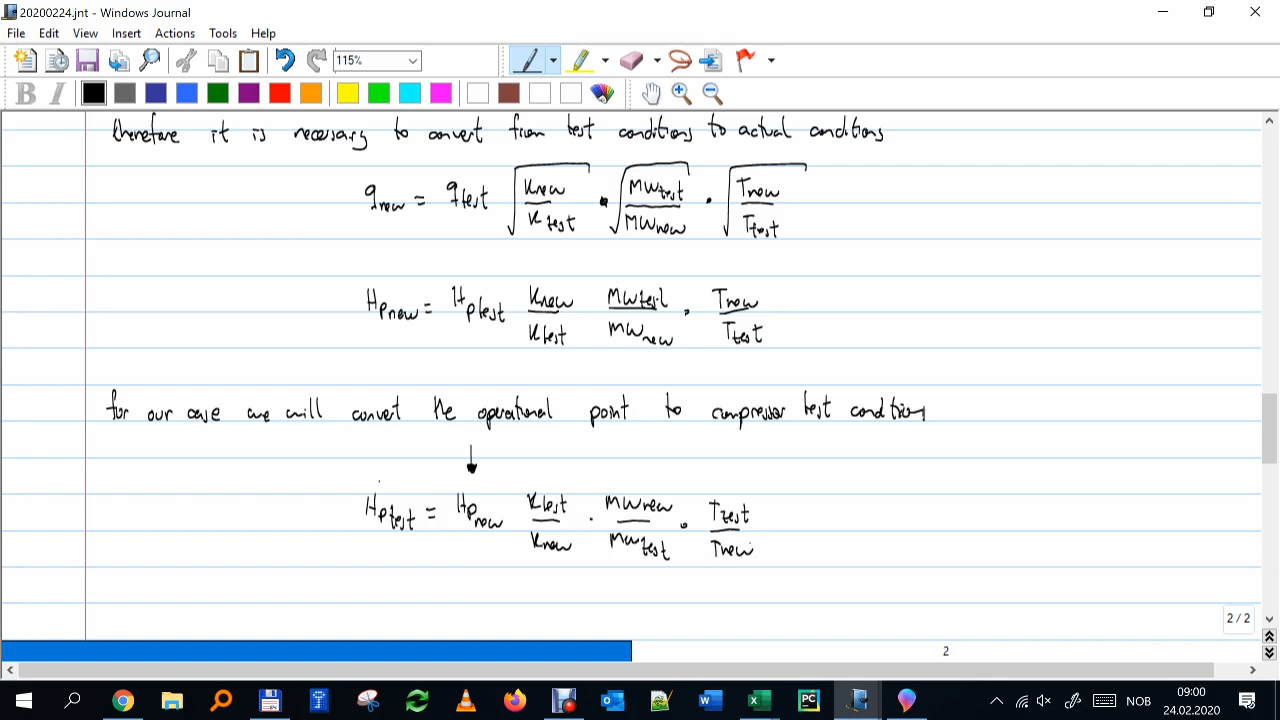 20200224.jnt - Windows Journal
File Edit View Insert Actions Tools Help
115%
B I
therefore it is necessary to convert from test conditions to actual conditions
q_new = q_test √(K_new / K_test) · √(MW_test / MW_new) · √(T_new / T_test)
Hp_new = Hp_test K_new / K_test MW_test / MW_new · T_new / T_test
for our case we will convert the operational point to compressor test conditions
↓
Hp_test = Hp_new K_test / K_new · MW_new / MW_test · T_test / T_new
2 / 2
2
NOB
09:00
24.02.2020